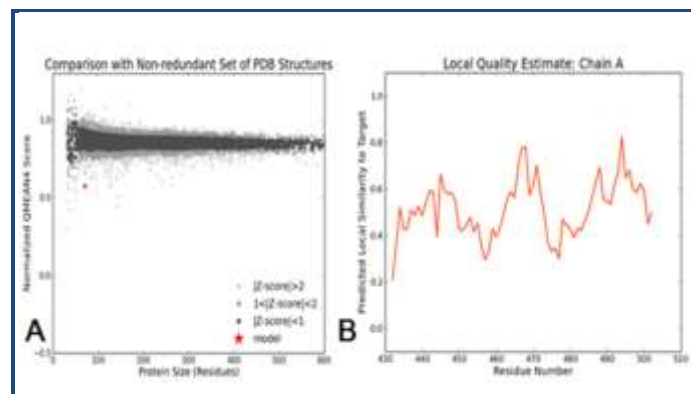 Comparison with Non-redundant Set of PDB Structures
Normalized QMEAN4 Score
1.0
0.5
0.0
−0.5
|Z-score|>2
1<|Z-score|<2
|Z-score|<1
model
A
0 100 200 300 400 500 600
Protein Size (Residues)
Local Quality Estimate: Chain A
Predicted Local Similarity to Target
1.0
0.8
0.6
0.4
0.2
0.0
B
430 440 450 460 470 480 490 500 510
Residue Number